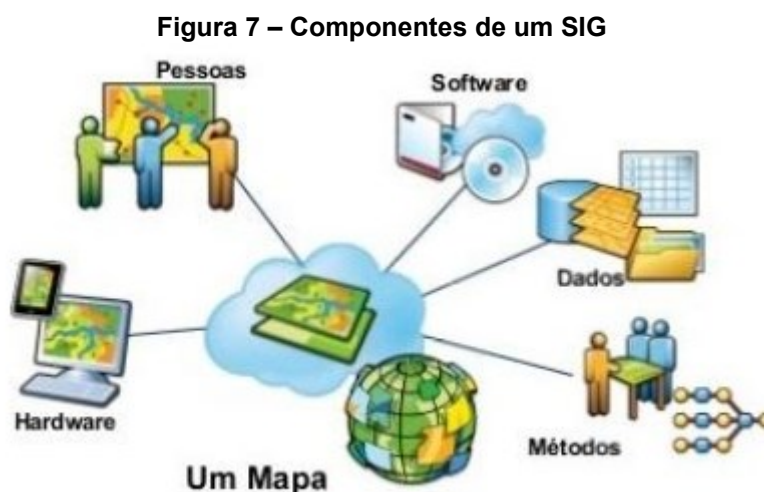 Figura 7 – Componentes de um SIG
Pessoas
Software
Dados
Hardware
Métodos
Um Mapa